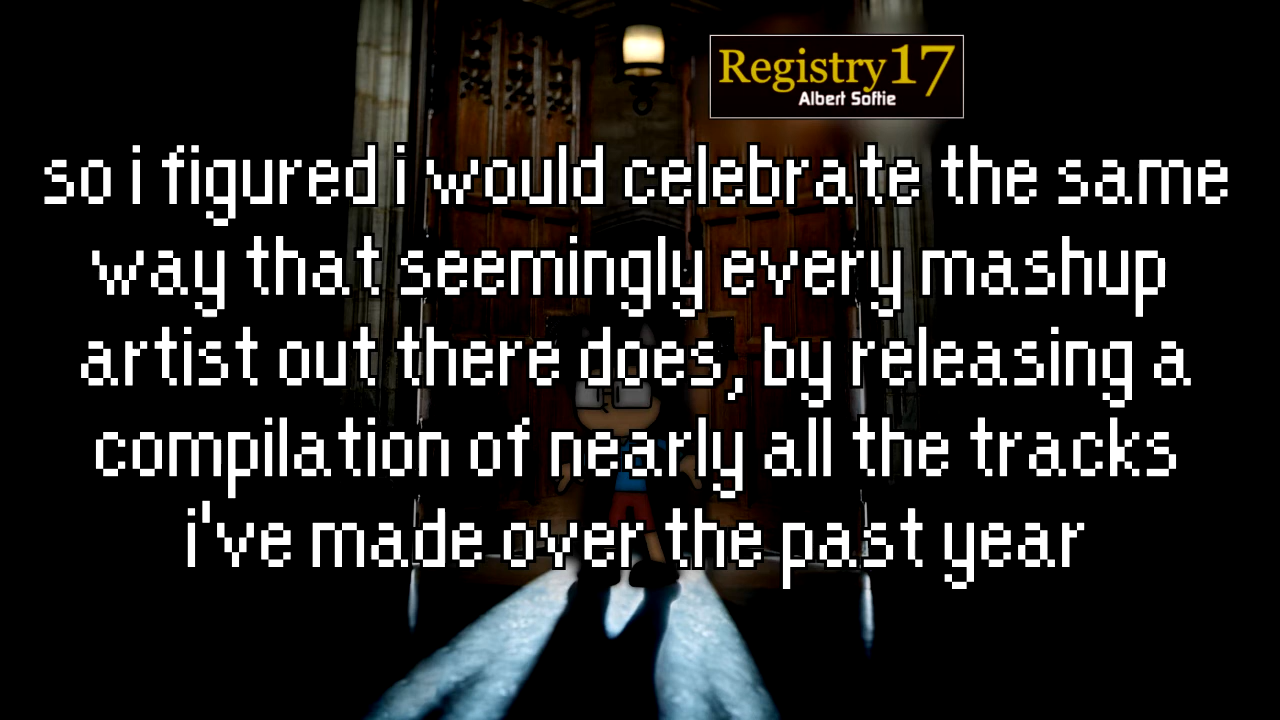 Registry17
Albert Softie
so i figured i would celebrate the same
way that seemingly every mashup
artist out there does, by releasing a
compilation of nearly all the tracks
i've made over the past year